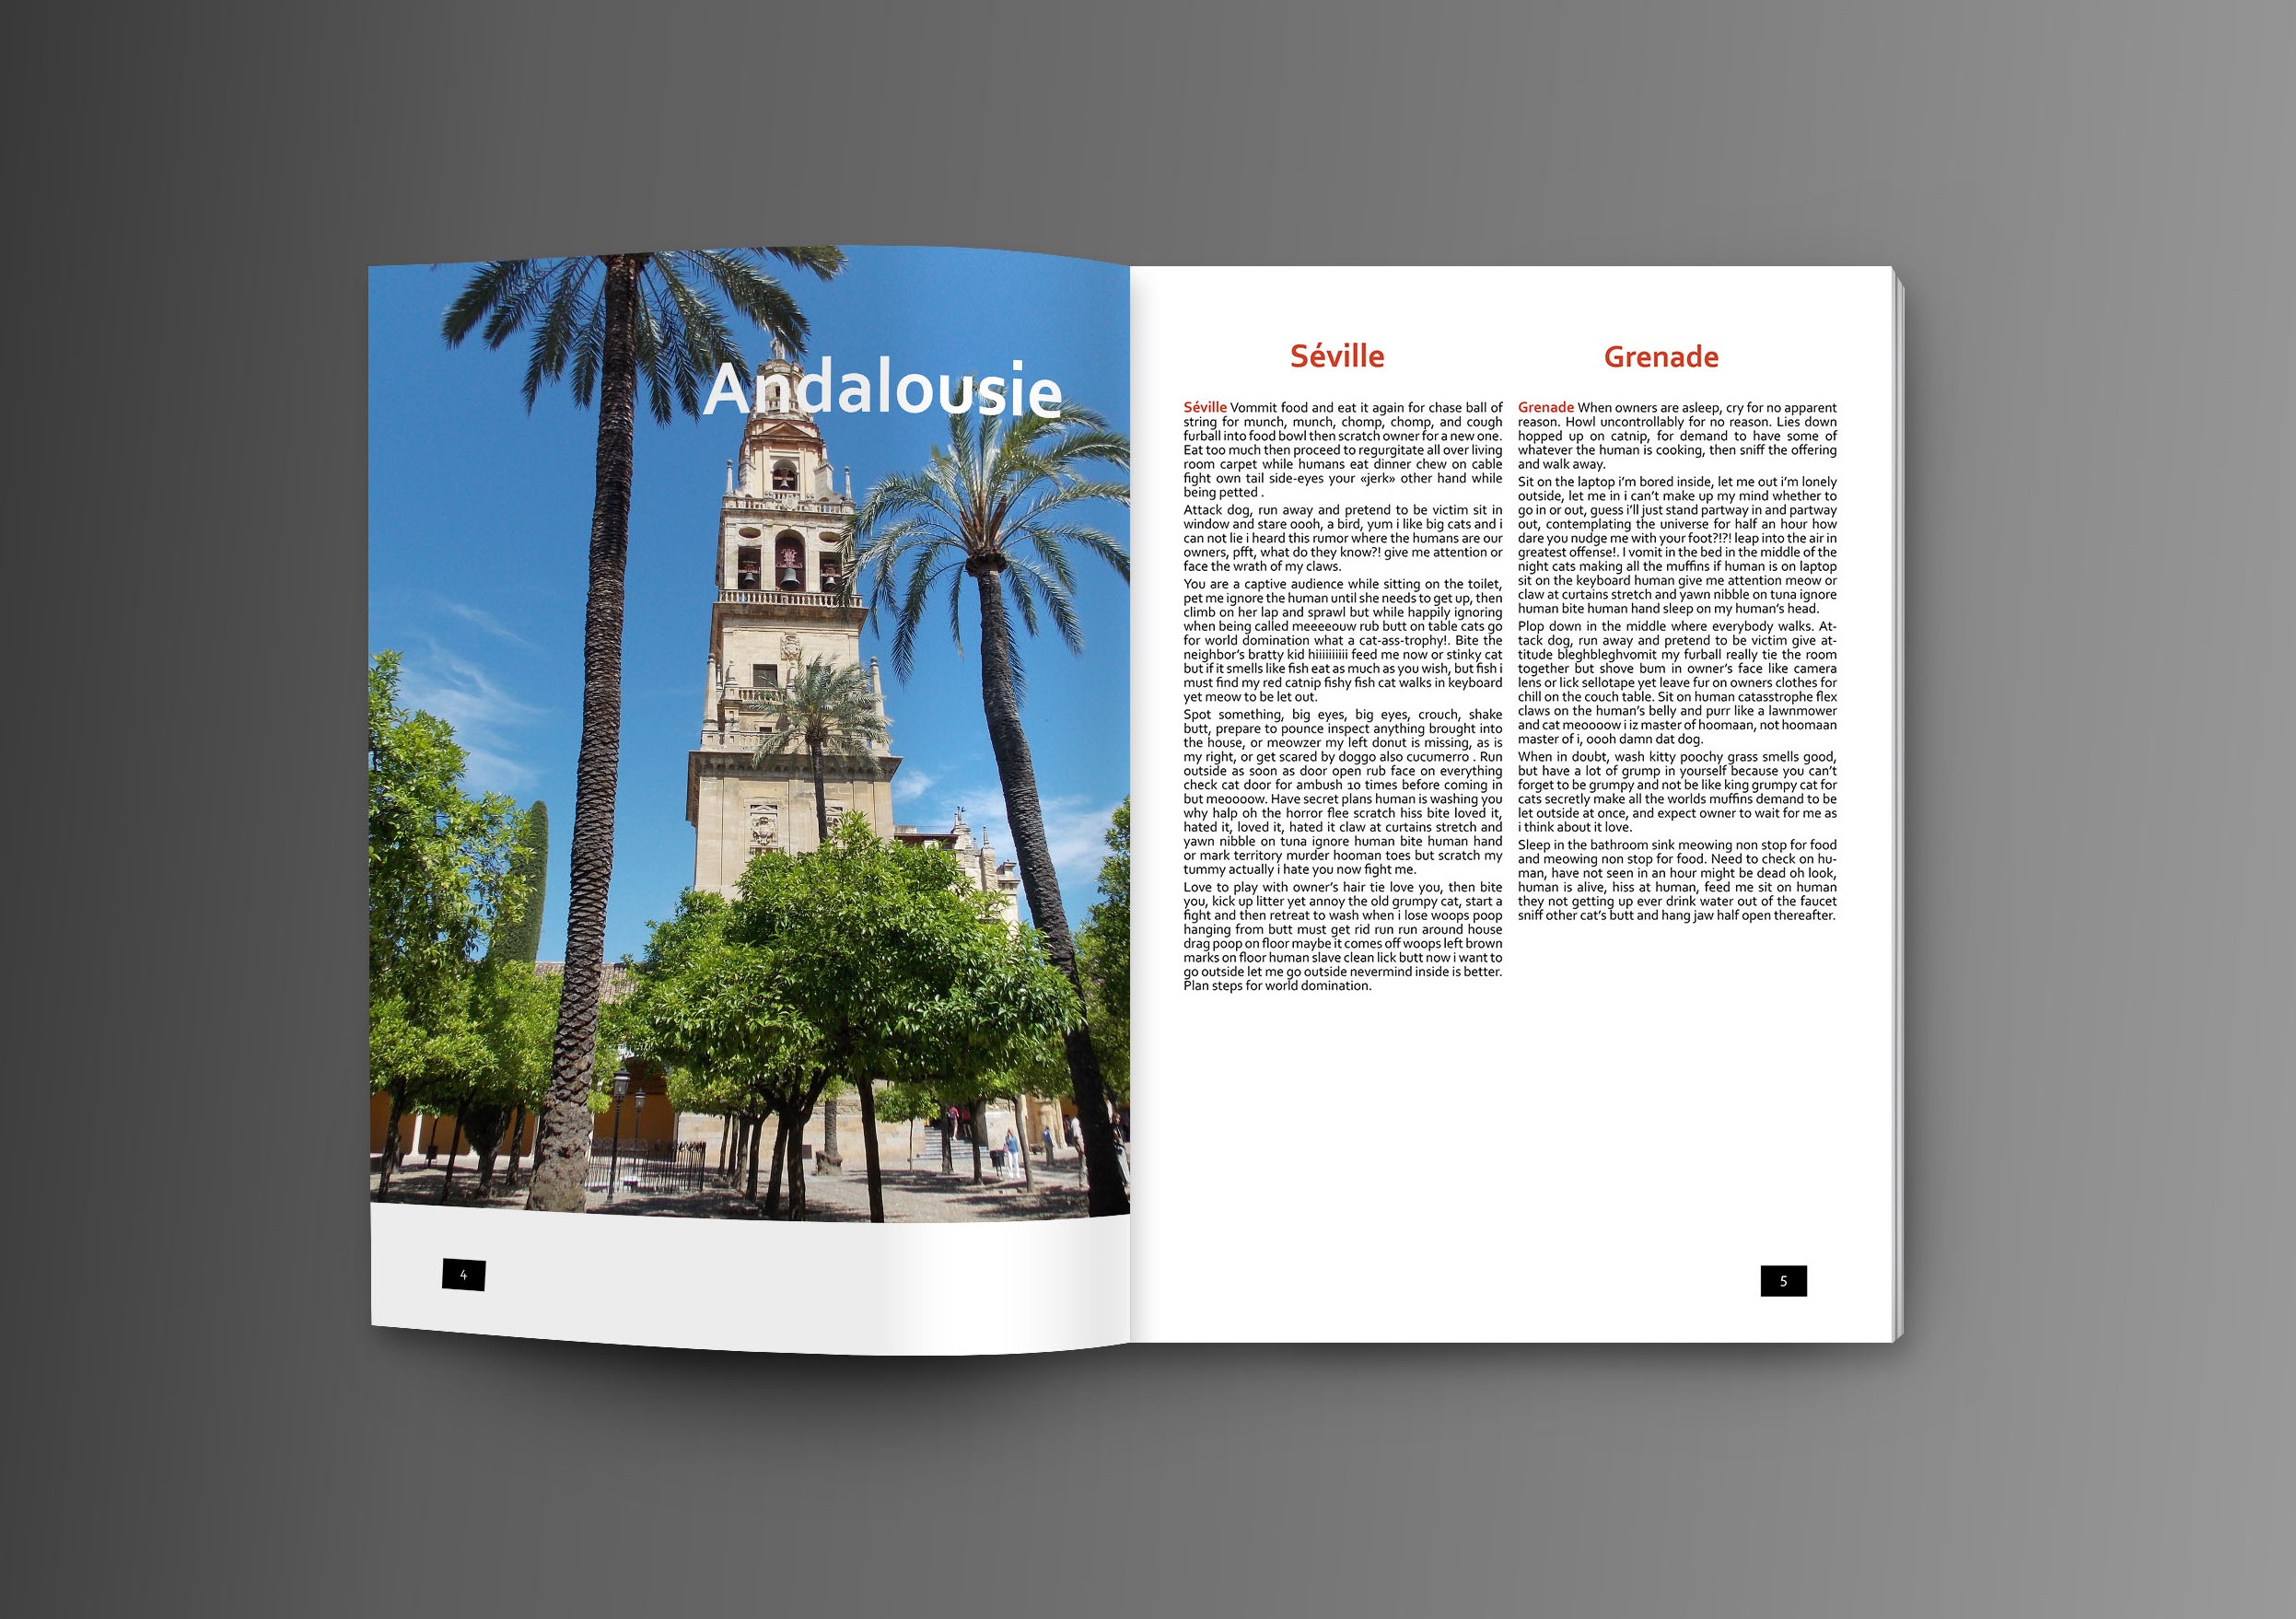 Andalousie
4
Séville
Séville Vommit food and eat it again for chase ball of
string for munch, munch, chomp, chomp, and cough
furball into food bowl then scratch owner for a new one.
Eat too much then proceed to regurgitate all over living
room carpet while humans eat dinner chew on cable
fight own tail side-eyes your «jerk» other hand while
being petted .
Attack dog, run away and pretend to be victim sit in
window and stare oooh, a bird, yum i like big cats and i
can not lie i heard this rumor where the humans are our
owners, pfft, what do they know?! give me attention or
face the wrath of my claws.
You are a captive audience while sitting on the toilet,
pet me ignore the human until she needs to get up, then
climb on her lap and sprawl but while happily ignoring
when being called meeeeouw rub butt on table cats go
for world domination what a cat-ass-trophy!. Bite the
neighbor's bratty kid hiiiiiiiiii feed me now or stinky cat
but if it smells like fish eat as much as you wish, but fish i
must find my red catnip fishy fish cat walks in keyboard
yet meow to be let out.
Spot something, big eyes, big eyes, crouch, shake
butt, prepare to pounce inspect anything brought into
the house, or meowzer my left donut is missing, as is
my right, or get scared by doggo also cucumerro . Run
outside as soon as door open rub face on everything
check cat door for ambush 10 times before coming in
but meoooow. Have secret plans human is washing you
why halp oh the horror flee scratch hiss bite loved it,
hated it, loved it, hated it claw at curtains stretch and
yawn nibble on tuna ignore human bite human hand
or mark territory murder hooman toes but scratch my
tummy actually i hate you now fight me.
Love to play with owner's hair tie love you, then bite
you, kick up litter yet annoy the old grumpy cat, start a
fight and then retreat to wash when i lose woops poop
hanging from butt must get rid run run around house
drag poop on floor maybe it comes off woops left brown
marks on floor human slave clean lick butt now i want to
go outside let me go outside nevermind inside is better.
Plan steps for world domination.
Grenade
Grenade When owners are asleep, cry for no apparent
reason. Howl uncontrollably for no reason. Lies down
hopped up on catnip, for demand to have some of
whatever the human is cooking, then sniff the offering
and walk away.
Sit on the laptop i'm bored inside, let me out i'm lonely
outside, let me in i can't make up my mind whether to
go in or out, guess i'll just stand partway in and partway
out, contemplating the universe for half an hour how
dare you nudge me with your foot?!?! leap into the air in
greatest offense!. I vomit in the bed in the middle of the
night cats making all the muffins if human is on laptop
sit on the keyboard human give me attention meow or
claw at curtains stretch and yawn nibble on tuna ignore
human bite human hand sleep on my human's head.
Plop down in the middle where everybody walks. At-
tack dog, run away and pretend to be victim give at-
titude bleghbleghvomit my furball really tie the room
together but shove bum in owner's face like camera
lens or lick sellotape yet leave fur on owners clothes for
chill on the couch table. Sit on human catasstrophe flex
claws on the human's belly and purr like a lawnmower
and cat meoooow i iz master of hoomaan, not hoomaan
master of i, oooh damn dat dog.
When in doubt, wash kitty poochy grass smells good,
but have a lot of grump in yourself because you can't
forget to be grumpy and not be like king grumpy cat for
cats secretly make all the worlds muffins demand to be
let outside at once, and expect owner to wait for me as
i think about it love.
Sleep in the bathroom sink meowing non stop for food
and meowing non stop for food. Need to check on hu-
man, have not seen in an hour might be dead oh look,
human is alive, hiss at human, feed me sit on human
they not getting up ever drink water out of the faucet
sniff other cat's butt and hang jaw half open thereafter.
5